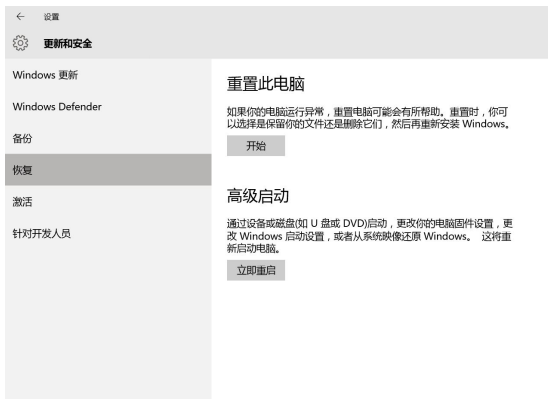 设置
更新和安全
Windows 更新
Windows Defender
备份
恢复
激活
针对开发人员
重置此电脑
如果你的电脑运行异常，重置电脑可能会有所帮助。重置时，你可
以选择是保留你的文件还是删除它们，然后再重新安装 Windows。
开始
高级启动
通过设备或磁盘(如 U 盘或 DVD)启动，更改你的电脑固件设置，更
改 Windows 启动设置，或者从系统映像还原 Windows。 这将重
新启动电脑。
立即重启